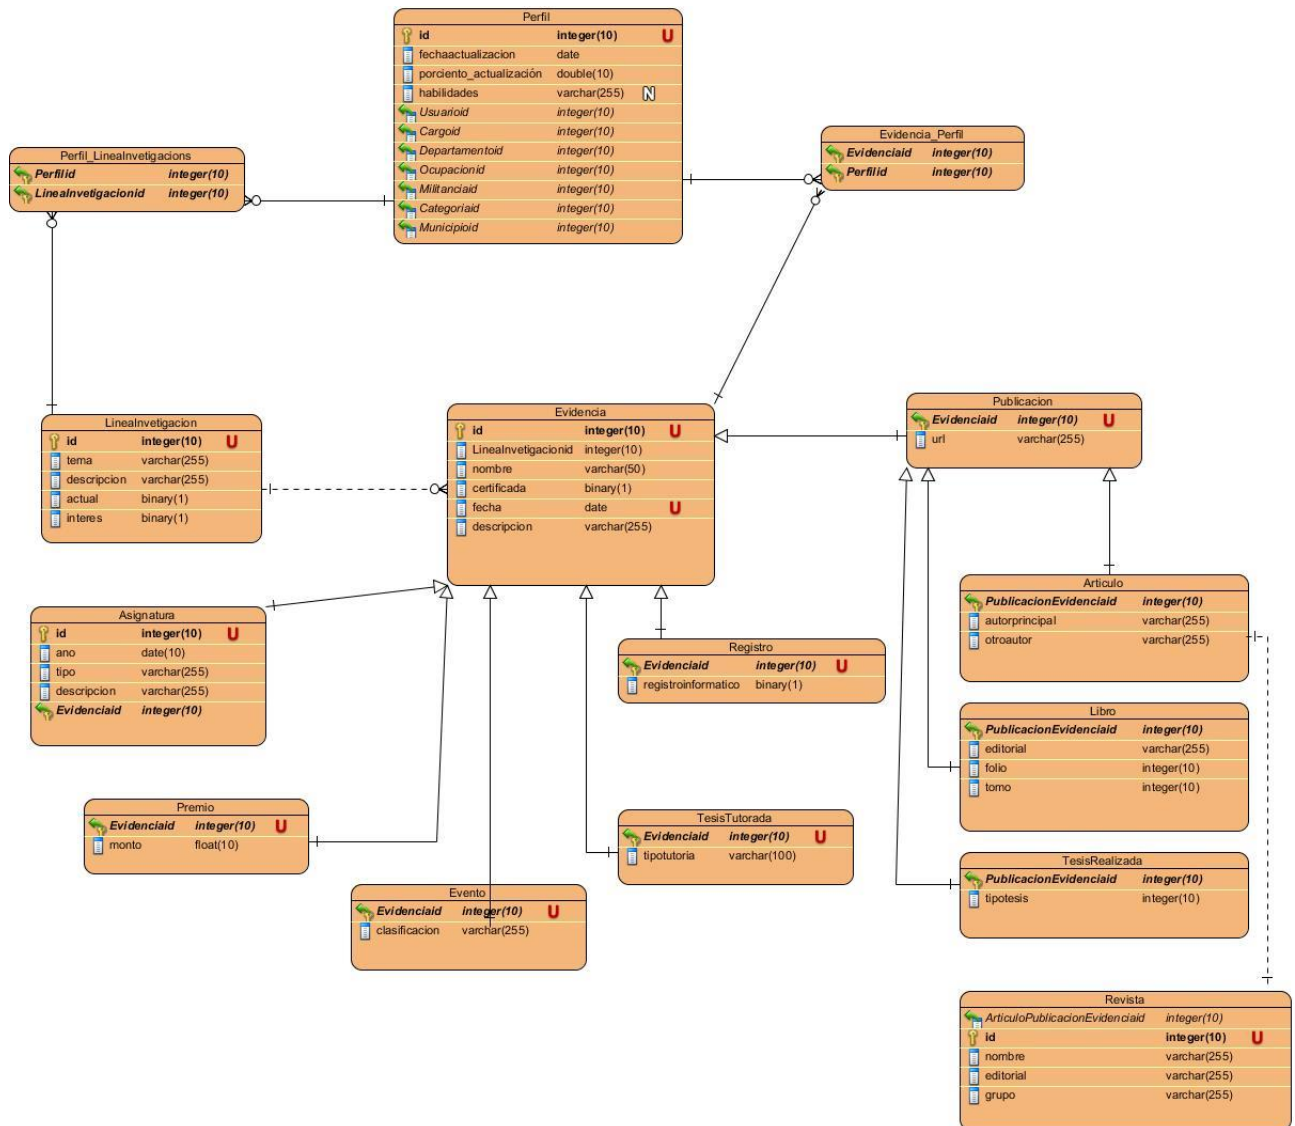 Perfil
id integer(10) U
fechaactualizacion date
porciento_actualización double(10)
habilidades varchar(255) N
Usuarioid integer(10)
Cargoid integer(10)
Departamentoid integer(10)
Ocupacionid integer(10)
Militanciaid integer(10)
Categoriaid integer(10)
Municipioid integer(10)
Perfil_LineaInvetigacions
Perfilid integer(10)
LineaInvetigacionid integer(10)
Evidencia_Perfil
Evidenciaid integer(10)
Perfilid integer(10)
LineaInvetigacion
id integer(10) U
tema varchar(255)
descripcion varchar(255)
actual binary(1)
interes binary(1)
Evidencia
id integer(10) U
LineaInvetigacionid integer(10)
nombre varchar(50)
certificada binary(1)
fecha date U
descripcion varchar(255)
Publicacion
Evidenciaid integer(10) U
url varchar(255)
Asignatura
id integer(10) U
ano date(10)
tipo varchar(255)
descripcion varchar(255)
Evidenciaid integer(10)
Registro
Evidenciaid integer(10) U
registroinformatico binary(1)
Articulo
PublicacionEvidenciaid integer(10)
autorprincipal varchar(255)
otroautor varchar(255)
Libro
PublicacionEvidenciaid integer(10)
editorial varchar(255)
folio integer(10)
tomo integer(10)
Premio
Evidenciaid integer(10) U
monto float(10)
TesisTutorada
Evidenciaid integer(10) U
tipotutoria varchar(100)
Evento
Evidenciaid integer(10) U
clasificacion varchar(255)
TesisRealizada
PublicacionEvidenciaid integer(10)
tipotesis integer(10)
Revista
ArticuloPublicacionEvidenciaid integer(10)
id integer(10) U
nombre varchar(255)
editorial varchar(255)
grupo varchar(255)